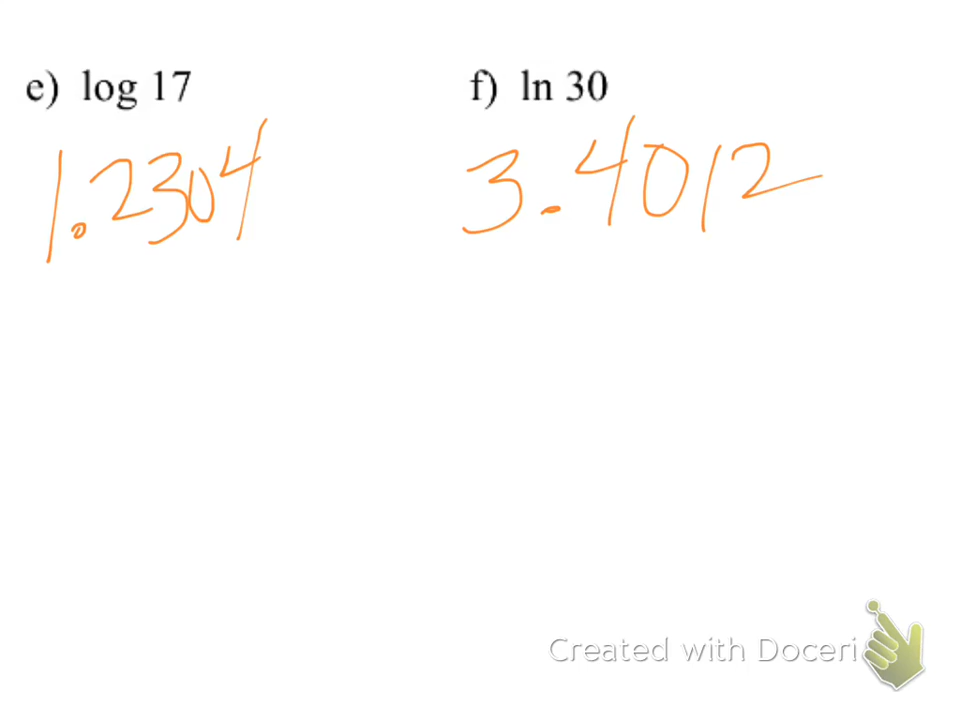 e) log 17
f) ln 30
1.2304
3.4012
Created with Doceri